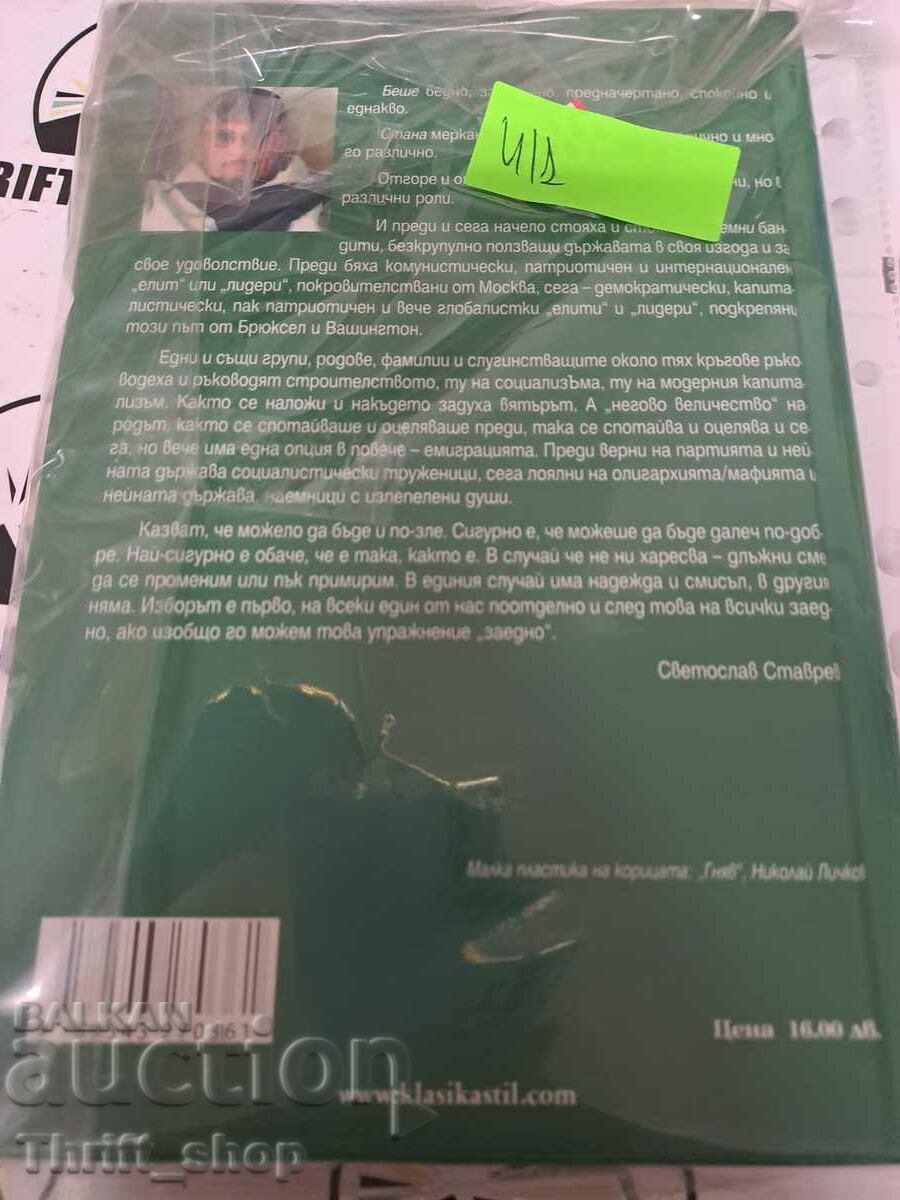 RIFT
Беше бедно, предначертано, спокойно и
еднакво.
Стана и мно-
го различно.
Отгоре и но в
различни роли.
И преди и сега начело стояха и бан-
дити, безкрупулно ползващи държавата в своя изгода и за
свое удоволствие. Преди бяха комунистически, патриотичен и интернационален
„елит“ или „лидери“, покровителствани от Москва, сега – демократически, капита-
листически, пак патриотичен и вече глобалистки „елити“ и „лидери“, подкрепяни
този път от Брюксел и Вашингтон.
Едни и същи групи, родове, фамилии и слугинстващите около тях кръгове ръко-
водеха и ръководят строителството, ту на социализЪма, ту на модерния капита-
лизъм. Както се наложи и накъдето задуха вятърът. А „негово величество“ на-
родът, както се спотайваше и оцеляваше преди, така се спотайва и оцелява и се-
га, но вече има една опция в повече – емиграцията. Преди верни на партията и ней-
ната държава социалистически труженици, сега лоялни на олигархията/мафията и
нейната държава, наемници с изпепелени души.
Казват, че можело да бъде и по-зле. Сигурно е, че можеше да бъде далеч по-доб-
ре. Най-сигурно е обаче, че е така, както е. В случай че не ни харесва – длъжни сме
да се променим или пък примирим. В единия случай има надежда и смисъл, в другия
няма. Изборът е първо, на всеки един от нас поотделно и след това на всички заед-
но, ако изобщо го можем това упражнение „заедно“.
Светослав Ставрев
Малка пластика на корицата: „Гняв“, Николай Личков
Цена 16.00 лв.
www.klasikastil.com
BALKAN
auction
Thrift_shop